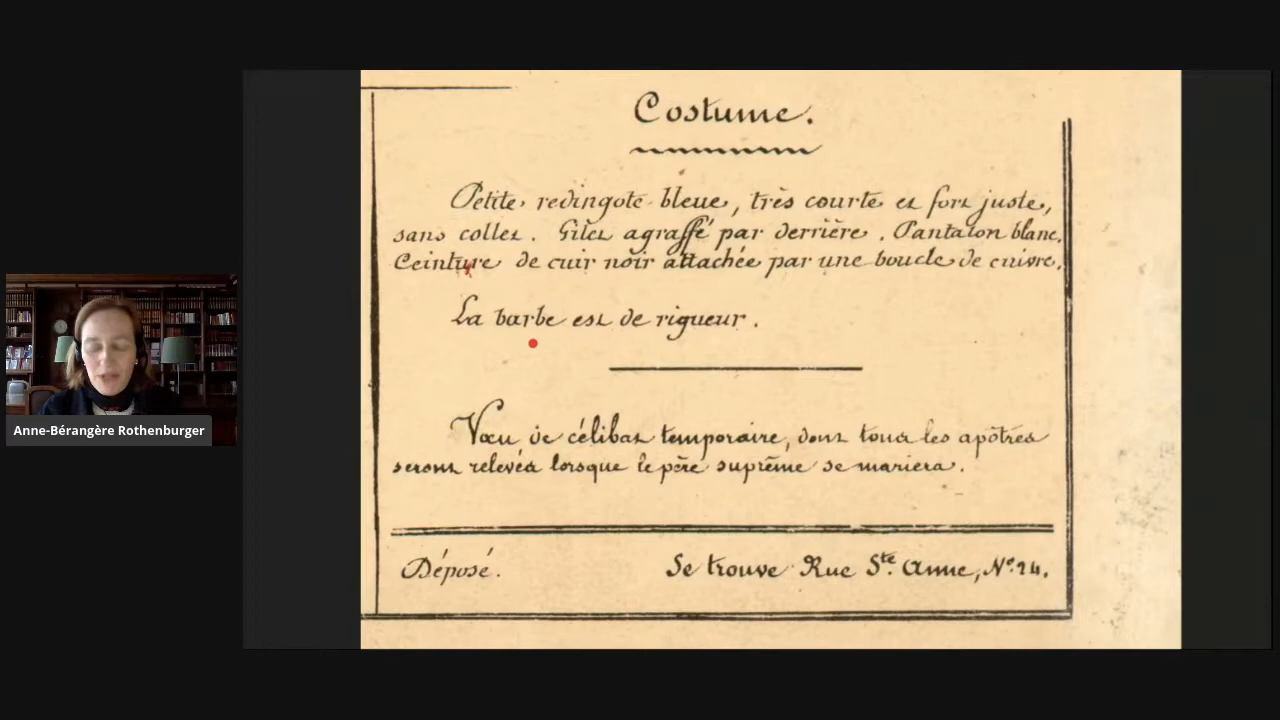 Costume.
Petite redingote bleue, très courte et fort juste,
sans collet. Gilet agraffé par derrière. Pantalon blanc.
Ceinture de cuir noir attachée par une boucle de cuivre.
La barbe est de rigueur.
Vœu de célibat temporaire, dont tous les apôtres
seront relevés lorsque le père suprême se mariera.
Déposé. Se trouve Rue Ste. Anne, No.
Anne-Bérangère Rothenburger